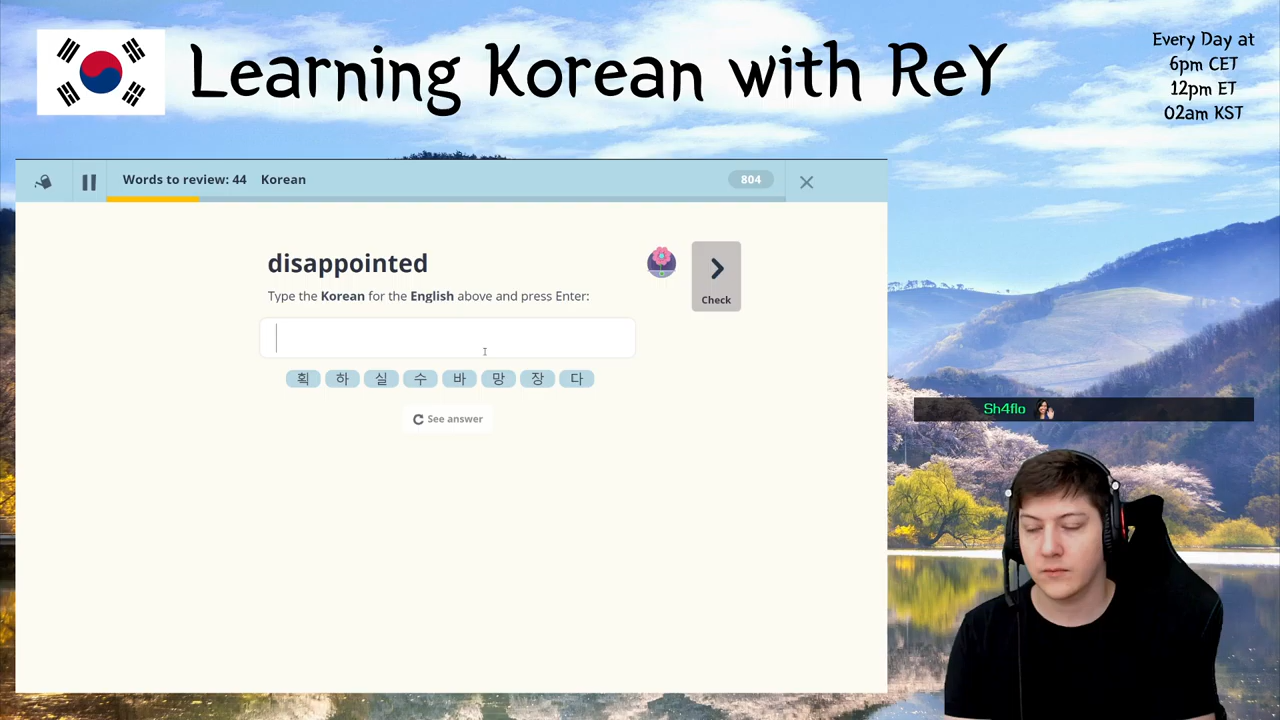 Learning Korean with ReY
Every Day at
6pm CET
12pm ET
02am KST
Words to review: 44 Korean
804
disappointed
Type the Korean for the English above and press Enter:
Check
획 하 실 수 바 망 장 다
See answer
Sh4flo